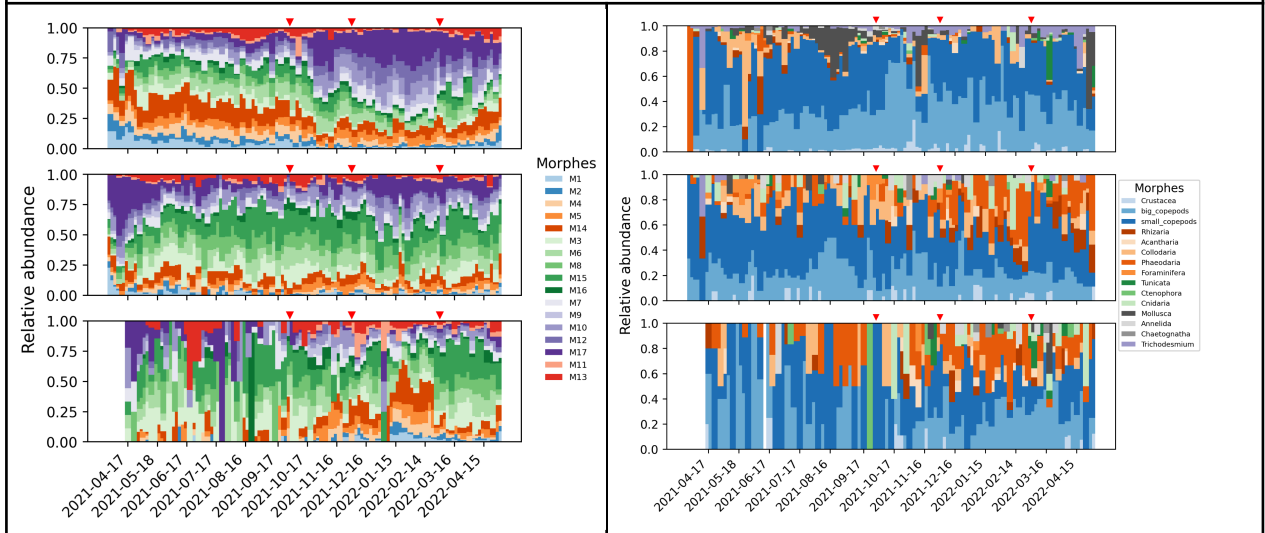 1.00
0.75
0.50
0.25
0.00
1.00
0.75
0.50
0.25
0.00
1.00
0.75
0.50
0.25
0.00
Relative abundance
2021-04-17
2021-05-18
2021-06-17
2021-07-17
2021-08-16
2021-09-17
2021-10-17
2021-11-16
2021-12-16
2022-01-15
2022-02-14
2022-03-16
2022-04-15
Morphes
M1
M2
M4
M5
M14
M3
M6
M8
M15
M16
M7
M9
M10
M12
M17
M11
M13
1.0
0.8
0.6
0.4
0.2
0.0
1.0
0.8
0.6
0.4
0.2
0.0
1.0
0.8
0.6
0.4
0.2
0.0
Relative abundance
2021-04-17
2021-05-18
2021-06-17
2021-07-17
2021-08-16
2021-09-17
2021-10-17
2021-11-16
2021-12-16
2022-01-15
2022-02-14
2022-03-16
2022-04-15
Morphes
Crustacea
big_copepods
small_copepods
Rhizaria
Acantharia
Collodaria
Phaeodaria
Foraminifera
Tunicata
Ctenophora
Cnidaria
Mollusca
Annelida
Chaetognatha
Trichodesmium